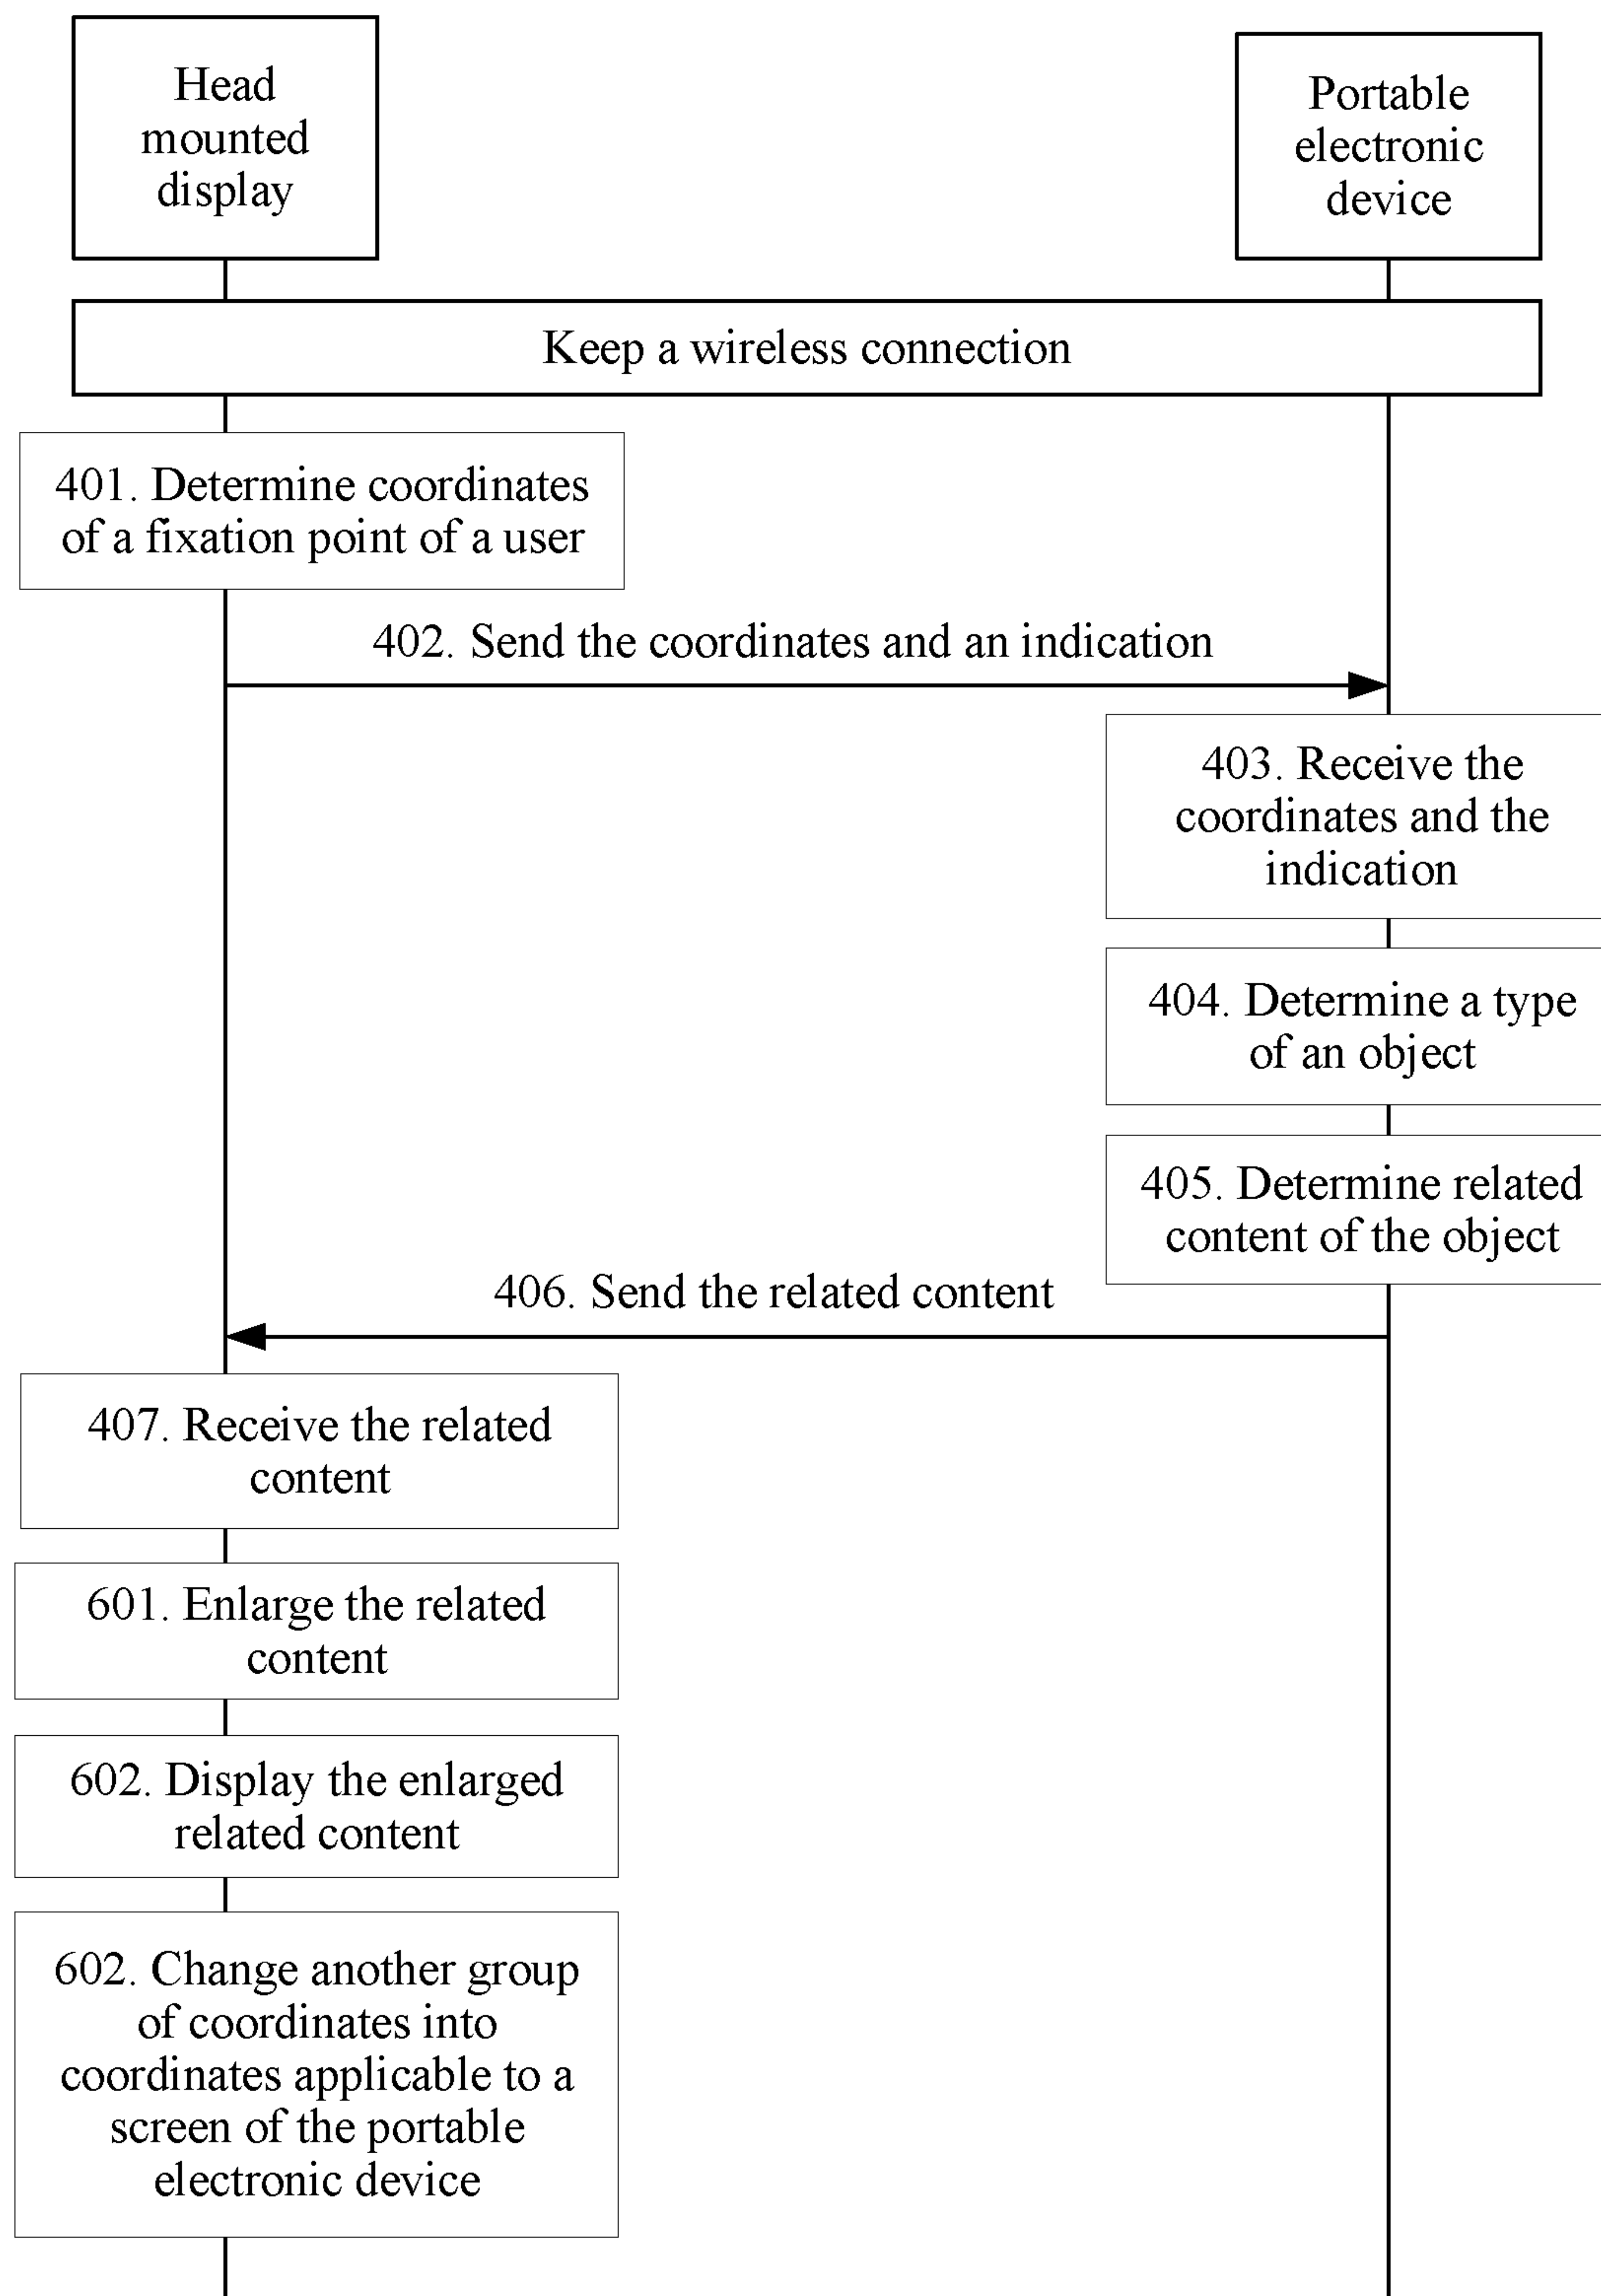 Head
mounted
display
Portable
electronic
device
Keep a wireless connection
401. Determine coordinates
of a fixation point of a user
402. Send the coordinates and an indication
403. Receive the
coordinates and the
indication
404. Determine a type
of an object
405. Determine related
content of the object
406. Send the related content
407. Receive the related
content
601. Enlarge the related
content
602. Display the enlarged
related content
602. Change another group
of coordinates into
coordinates applicable to a
screen of the portable
electronic device